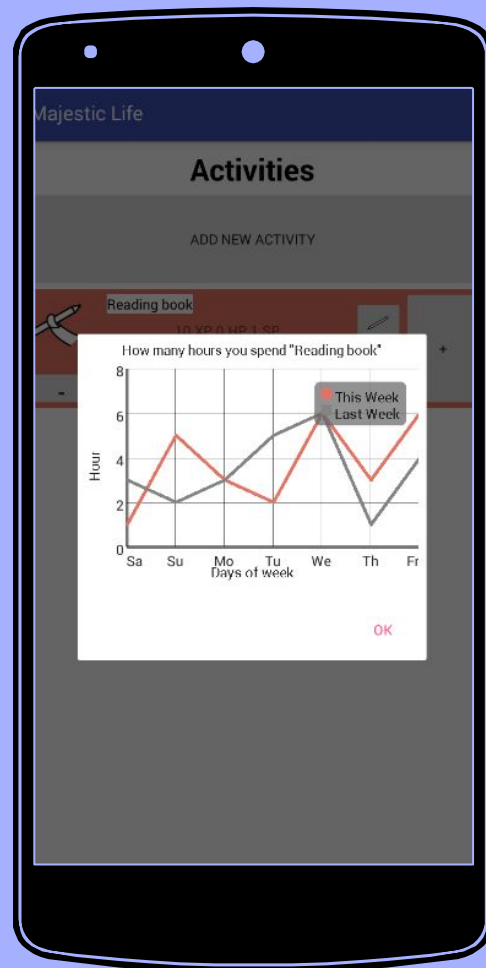 Majestic Life
Activities
ADD NEW ACTIVITY
Reading book
10 XP 0 HP 1 SP
+
-
How many hours you spend "Reading book"
8
6
4
2
0
Hour
This Week
Last Week
Sa Su Mo Tu We Th Fr
Days of week
OK